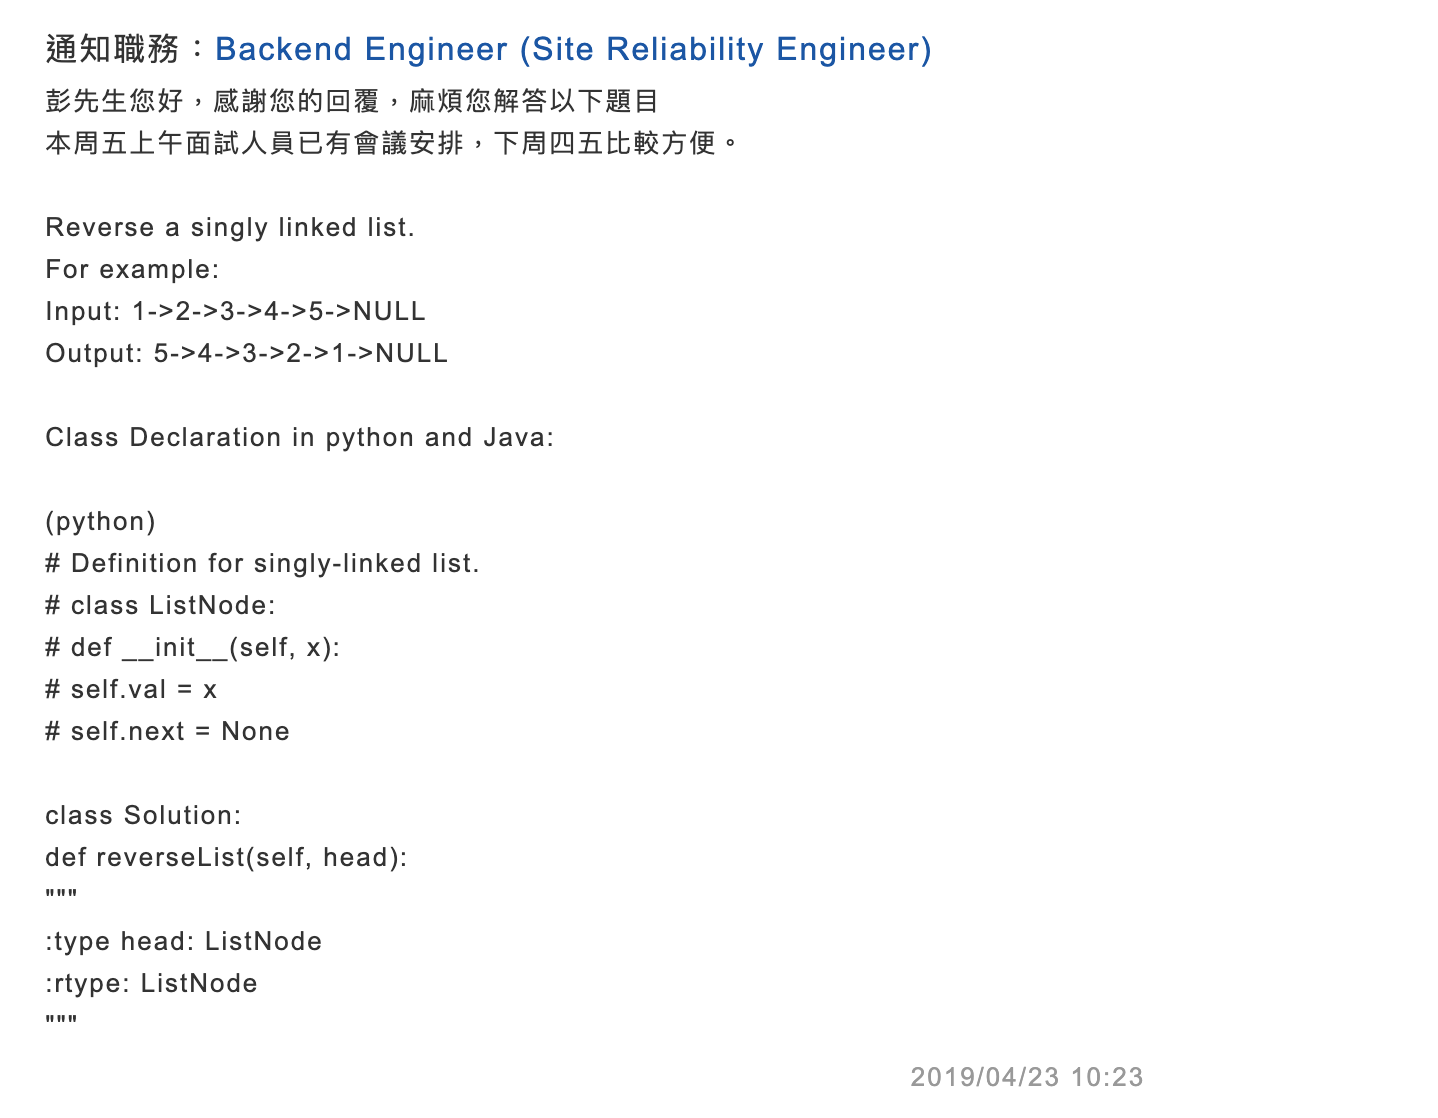 通知職務：Backend Engineer (Site Reliability Engineer)
彭先生您好，感謝您的回覆，麻煩您解答以下題目
本周五上午面試人員已有會議安排，下周四五比較方便。
Reverse a singly linked list.
For example:
Input: 1->2->3->4->5->NULL
Output: 5->4->3->2->1->NULL
Class Declaration in python and Java:
(python)
# Definition for singly-linked list.
# class ListNode:
# def __init__(self, x):
# self.val = x
# self.next = None
class Solution:
def reverseList(self, head):
"""
:type head: ListNode
:rtype: ListNode
"""
2019/04/23 10:23